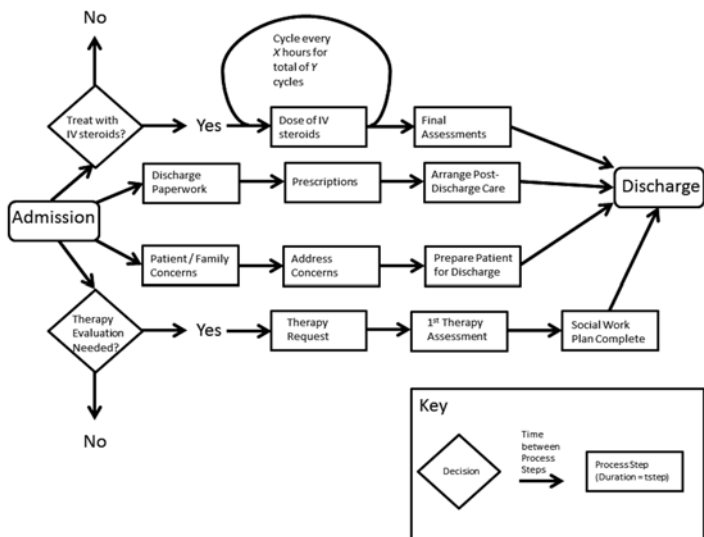 No
Cycle every
X hours for
total of Y
cycles
Treat with
IV steroids?
Yes
Dose of IV
steroids
Final
Assessments
Discharge
Paperwork
Prescriptions
Arrange Post-
Discharge Care
Discharge
Admission
Patient / Family
Concerns
Address
Concerns
Prepare Patient
for Discharge
Therapy
Evaluation
Needed?
Yes
Therapy
Request
1st Therapy
Assessment
Social Work
Plan Complete
No
Key
Decision
Time
between
Process
Steps
Process Step
(Duration = tstep)